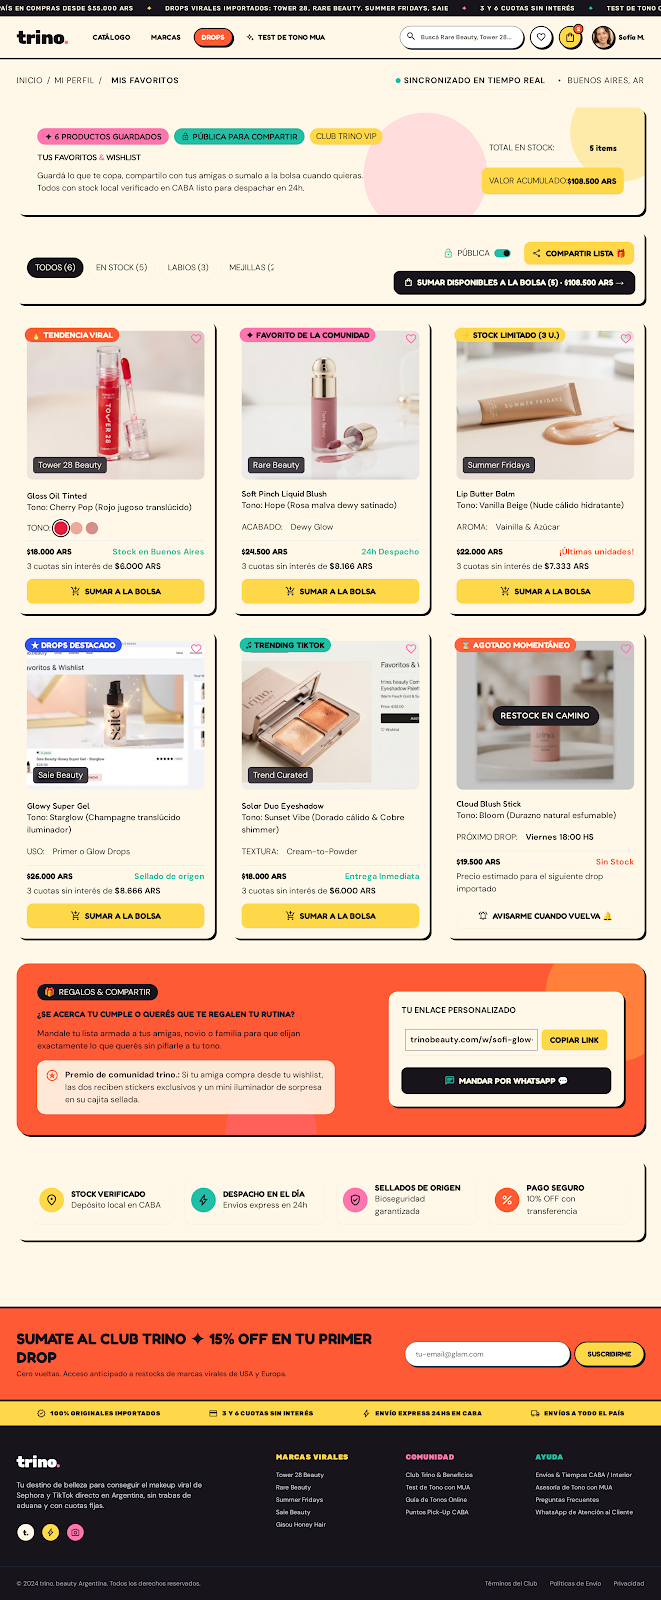 PAÍS EN COMPRAS DESDE $55.000 ARS ✦ DROPS VIRALES IMPORTADOS: TOWER 28, RARE BEAUTY, SUMMER FRIDAYS, SAIE ✦ 3 Y 6 CUOTAS SIN INTERÉS ✦ TEST DE TONO
trino.
CATÁLOGO
MARCAS
DROPS
TEST DE TONO MUA
Buscá Rare Beauty, Tower 28...
Sofía M.
INICIO / MI PERFIL / MIS FAVORITOS
SINCRONIZADO EN TIEMPO REAL • BUENOS AIRES, AR
✦ 6 PRODUCTOS GUARDADOS
PÚBLICA PARA COMPARTIR
CLUB TRINO VIP
TUS FAVORITOS & WISHLIST
Guardá lo que te copa, compartilo con tus amigas o sumalo a la bolsa cuando quieras.
Todos con stock local verificado en CABA listo para despachar en 24h.
TOTAL EN STOCK: 5 items
VALOR ACUMULADO: $108.500 ARS
TODOS (6)
EN STOCK (5)
LABIOS (3)
MEJILLAS (2
PÚBLICA
COMPARTIR LISTA 🎁
SUMAR DISPONIBLES A LA BOLSA (5) · $108.500 ARS →
🔥 TENDENCIA VIRAL
TOWER 28
Tower 28 Beauty
Gloss Oil Tinted
Tono: Cherry Pop (Rojo jugoso translúcido)
TONO:
$18.000 ARS Stock en Buenos Aires
3 cuotas sin interés de $6.000 ARS
SUMAR A LA BOLSA
✦ FAVORITO DE LA COMUNIDAD
Rare Beauty
Soft Pinch Liquid Blush
Tono: Hope (Rosa malva dewy satinado)
ACABADO: Dewy Glow
$24.500 ARS 24h Despacho
3 cuotas sin interés de $8.166 ARS
SUMAR A LA BOLSA
STOCK LIMITADO (3 U.)
SUMMER FRIDAYS
Summer Fridays
Lip Butter Balm
Tono: Vanilla Beige (Nude cálido hidratante)
AROMA: Vainilla & Azúcar
$22.000 ARS ¡Últimas unidades!
3 cuotas sin interés de $7.333 ARS
SUMAR A LA BOLSA
★ DROPS DESTACADO
voritos & Wishlist
saie
Saie Beauty
Glowy Super Gel
Tono: Starglow (Champagne translúcido
iluminador)
USO: Primer o Glow Drops
$26.000 ARS Sellado de origen
3 cuotas sin interés de $8.666 ARS
SUMAR A LA BOLSA
♫ TRENDING TIKTOK
trino.
Favoritos & W
trino.beauty Com
Eyeshadow Palet
Trend Curated
Solar Duo Eyeshadow
Tono: Sunset Vibe (Dorado cálido & Cobre
shimmer)
TEXTURA: Cream-to-Powder
$18.000 ARS Entrega Inmediata
3 cuotas sin interés de $6.000 ARS
SUMAR A LA BOLSA
⏳ AGOTADO MOMENTÁNEO
RESTOCK EN CAMINO
Cloud Blush Stick
Tono: Bloom (Durazno natural esfumable)
PRÓXIMO DROP: Viernes 18:00 HS
$19.500 ARS Sin Stock
Precio estimado para el siguiente drop
importado
AVISARME CUANDO VUELVA 🔔
🎁 REGALOS & COMPARTIR
¿SE ACERCA TU CUMPLE O QUERÉS QUE TE REGALEN TU RUTINA?
Mandale tu lista armada a tus amigas, novio o familia para que elijan
exactamente lo que querés sin pifiarle a tu tono.
Premio de comunidad trino.: Si tu amiga compra desde tu wishlist,
las dos reciben stickers exclusivos y un mini iluminador de sorpresa
en su cajita sellada.
TU ENLACE PERSONALIZADO
trinobeauty.com/w/sofi-glow-
COPIAR LINK
MANDAR POR WHATSAPP 💬
STOCK VERIFICADO
Depósito local en CABA
DESPACHO EN EL DÍA
Envíos express en 24h
SELLADOS DE ORIGEN
Bioseguridad
garantizada
PAGO SEGURO
10% OFF con
transferencia
SUMATE AL CLUB TRINO ✦ 15% OFF EN TU PRIMER
DROP
Cero vueltas. Acceso anticipado a restocks de marcas virales de USA y Europa.
tu-email@glam.com
SUSCRIBIRME
100% ORIGINALES IMPORTADOS
3 Y 6 CUOTAS SIN INTERÉS
ENVÍO EXPRESS 24HS EN CABA
ENVÍOS A TODO EL PAÍS
trino.
Tu destino de belleza para conseguir el makeup viral de
Sephora y TikTok directo en Argentina, sin trabas de
aduana y con cuotas fijas.
t.
MARCAS VIRALES
Tower 28 Beauty
Rare Beauty
Summer Fridays
Saie Beauty
Gisou Honey Hair
COMUNIDAD
Club Trino & Beneficios
Test de Tono con MUA
Guía de Tonos Online
Puntos Pick-Up CABA
AYUDA
Envíos & Tiempos CABA / Interior
Asesoría de Tono con MUA
Preguntas Frecuentes
WhatsApp de Atención al Cliente
© 2024 trino. beauty Argentina. Todos los derechos reservados.
Términos del Club
Políticas de Envío
Privacidad